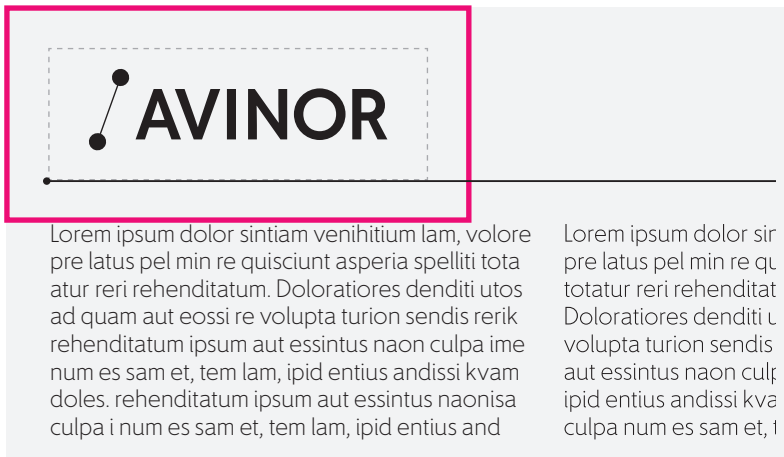 AVINOR
Lorem ipsum dolor sintiam venihitium lam, volore
pre latus pel min re quisciunt asperia spelliti tota
atur reri rehenditatum. Doloratiores denditi utos
ad quam aut eossi re volupta turion sendis rerik
rehenditatum ipsum aut essintus naon culpa ime
num es sam et, tem lam, ipid entius andissi kvam
doles. rehenditatum ipsum aut essintus naonisa
culpa i num es sam et, tem lam, ipid entius and
Lorem ipsum dolor
pre latus pel min re
totatur reri
Doloratiores denditi
volupta turion sendis
aut essintus naon
ipid entius andissi
culpa num es sam et,